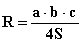 R = a · b · c / 4S